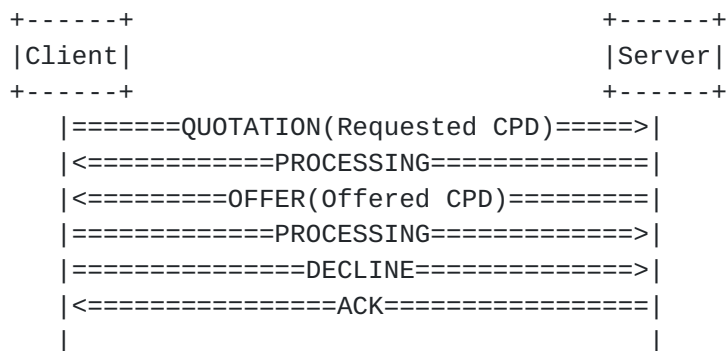 +------+                              +------+
|Client|                              |Server|
+------+                              +------+
   |=======QUOTATION(Requested CPD)=====>|
   |<============PROCESSING==============|
   |<=========OFFER(Offered CPD)=========|
   |=============PROCESSING=============>|
   |===============DECLINE==============>|
   |<================ACK=================|
   |                                     |